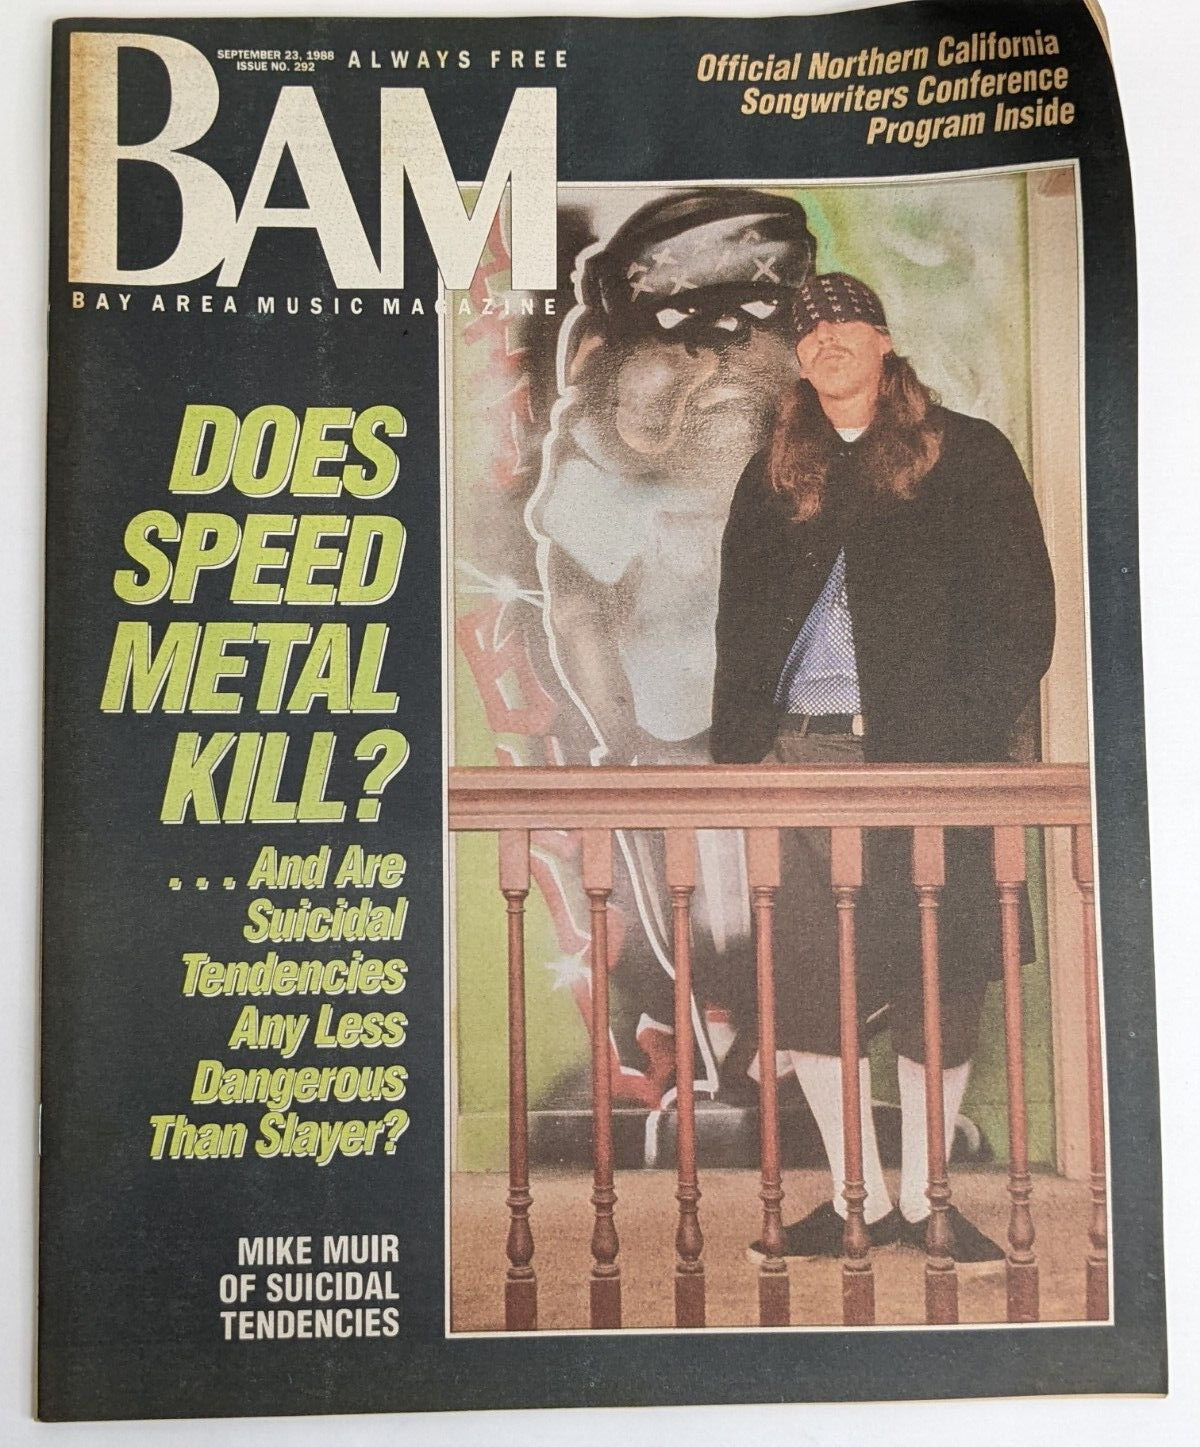 SEPTEMBER 23, 1988
ISSUE NO. 292
ALWAYS FREE
BAM
BAY AREA MUSIC MAGAZINE
Official Northern California
Songwriters Conference
Program Inside
DOES
SPEED
METAL
KILL?
. . . And Are
Suicidal
Tendencies
Any Less
Dangerous
Than Slayer?
MIKE MUIR
OF SUICIDAL
TENDENCIES